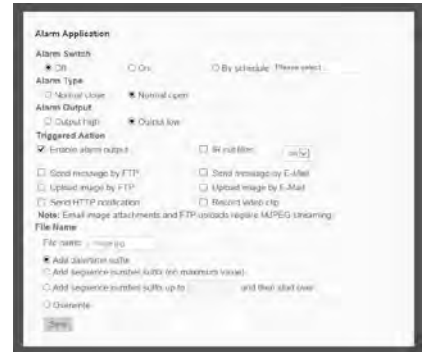 Alarm Application
Alarm Switch
Off On By schedule Please select...
Alarm Type
Normal close Normal open
Alarm Output
Output high Output low
Triggered Action
Enable alarm output IR cut filter on
Send message by FTP Send message by E-Mail
Upload image by FTP Upload image by E-Mail
Send HTTP notification Record video clip
Note: Email image attachments and FTP uploads require MJPEG streaming.
File Name
File name: image.jpg
Add date/time suffix
Add sequence number suffix (no maximum value)
Add sequence number suffix up to and then start over
Overwrite
Save